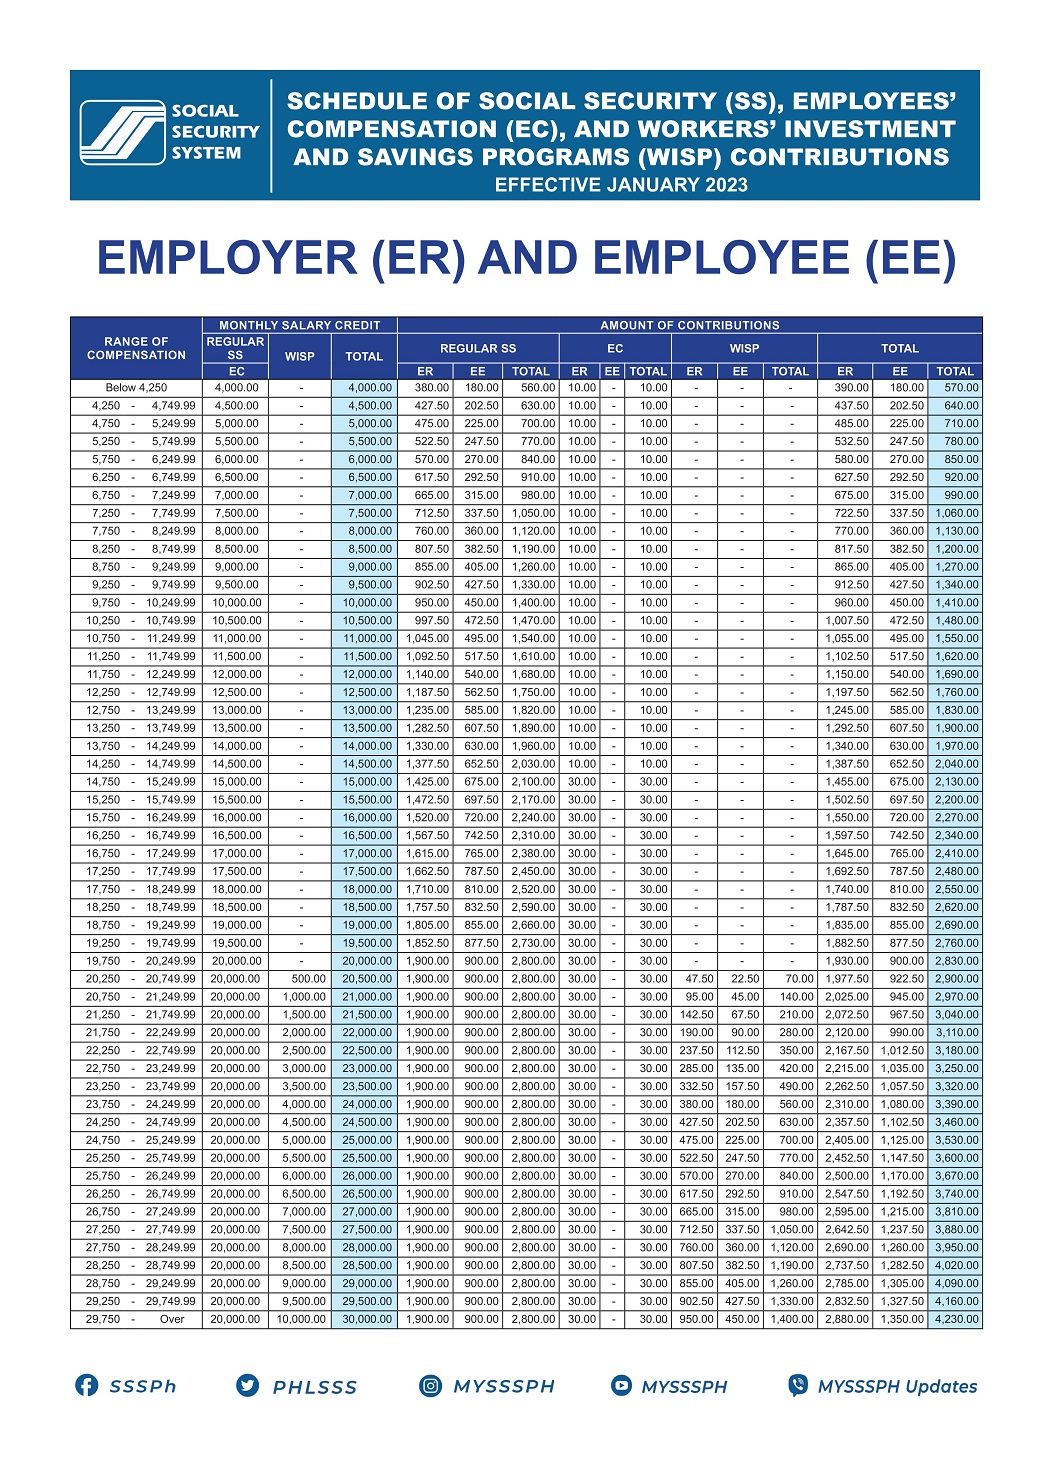 SOCIAL
SECURITY
SYSTEM
SCHEDULE OF SOCIAL SECURITY (SS), EMPLOYEES’
COMPENSATION (EC), AND WORKERS’ INVESTMENT
AND SAVINGS PROGRAMS (WISP) CONTRIBUTIONS
EFFECTIVE JANUARY 2023
EMPLOYER (ER) AND EMPLOYEE (EE)
RANGE OF COMPENSATION MONTHLY SALARY CREDIT AMOUNT OF CONTRIBUTIONS
REGULAR SS WISP TOTAL REGULAR SS EC WISP TOTAL
EC ER EE TOTAL ER EE TOTAL ER EE TOTAL ER EE TOTAL
Below 4,250 4,000.00 - 4,000.00 380.00 180.00 560.00 10.00 - 10.00 - - - 390.00 180.00 570.00
4,250 - 4,749.99 4,500.00 - 4,500.00 427.50 202.50 630.00 10.00 - 10.00 - - - 437.50 202.50 640.00
4,750 - 5,249.99 5,000.00 - 5,000.00 475.00 225.00 700.00 10.00 - 10.00 - - - 485.00 225.00 710.00
5,250 - 5,749.99 5,500.00 - 5,500.00 522.50 247.50 770.00 10.00 - 10.00 - - - 532.50 247.50 780.00
5,750 - 6,249.99 6,000.00 - 6,000.00 570.00 270.00 840.00 10.00 - 10.00 - - - 580.00 270.00 850.00
6,250 - 6,749.99 6,500.00 - 6,500.00 617.50 292.50 910.00 10.00 - 10.00 - - - 627.50 292.50 920.00
6,750 - 7,249.99 7,000.00 - 7,000.00 665.00 315.00 980.00 10.00 - 10.00 - - - 675.00 315.00 990.00
7,250 - 7,749.99 7,500.00 - 7,500.00 712.50 337.50 1,050.00 10.00 - 10.00 - - - 722.50 337.50 1,060.00
7,750 - 8,249.99 8,000.00 - 8,000.00 760.00 360.00 1,120.00 10.00 - 10.00 - - - 770.00 360.00 1,130.00
8,250 - 8,749.99 8,500.00 - 8,500.00 807.50 382.50 1,190.00 10.00 - 10.00 - - - 817.50 382.50 1,200.00
8,750 - 9,249.99 9,000.00 - 9,000.00 855.00 405.00 1,260.00 10.00 - 10.00 - - - 865.00 405.00 1,270.00
9,250 - 9,749.99 9,500.00 - 9,500.00 902.50 427.50 1,330.00 10.00 - 10.00 - - - 912.50 427.50 1,340.00
9,750 - 10,249.99 10,000.00 - 10,000.00 950.00 450.00 1,400.00 10.00 - 10.00 - - - 960.00 450.00 1,410.00
10,250 - 10,749.99 10,500.00 - 10,500.00 997.50 472.50 1,470.00 10.00 - 10.00 - - - 1,007.50 472.50 1,480.00
10,750 - 11,249.99 11,000.00 - 11,000.00 1,045.00 495.00 1,540.00 10.00 - 10.00 - - - 1,055.00 495.00 1,550.00
11,250 - 11,749.99 11,500.00 - 11,500.00 1,092.50 517.50 1,610.00 10.00 - 10.00 - - - 1,102.50 517.50 1,620.00
11,750 - 12,249.99 12,000.00 - 12,000.00 1,140.00 540.00 1,680.00 10.00 - 10.00 - - - 1,150.00 540.00 1,690.00
12,250 - 12,749.99 12,500.00 - 12,500.00 1,187.50 562.50 1,750.00 10.00 - 10.00 - - - 1,197.50 562.50 1,760.00
12,750 - 13,249.99 13,000.00 - 13,000.00 1,235.00 585.00 1,820.00 10.00 - 10.00 - - - 1,245.00 585.00 1,830.00
13,250 - 13,749.99 13,500.00 - 13,500.00 1,282.50 607.50 1,890.00 10.00 - 10.00 - - - 1,292.50 607.50 1,900.00
13,750 - 14,249.99 14,000.00 - 14,000.00 1,330.00 630.00 1,960.00 10.00 - 10.00 - - - 1,340.00 630.00 1,970.00
14,250 - 14,749.99 14,500.00 - 14,500.00 1,377.50 652.50 2,030.00 10.00 - 10.00 - - - 1,387.50 652.50 2,040.00
14,750 - 15,249.99 15,000.00 - 15,000.00 1,425.00 675.00 2,100.00 30.00 - 30.00 - - - 1,455.00 675.00 2,130.00
15,250 - 15,749.99 15,500.00 - 15,500.00 1,472.50 697.50 2,170.00 30.00 - 30.00 - - - 1,502.50 697.50 2,200.00
15,750 - 16,249.99 16,000.00 - 16,000.00 1,520.00 720.00 2,240.00 30.00 - 30.00 - - - 1,550.00 720.00 2,270.00
16,250 - 16,749.99 16,500.00 - 16,500.00 1,567.50 742.50 2,310.00 30.00 - 30.00 - - - 1,597.50 742.50 2,340.00
16,750 - 17,249.99 17,000.00 - 17,000.00 1,615.00 765.00 2,380.00 30.00 - 30.00 - - - 1,645.00 765.00 2,410.00
17,250 - 17,749.99 17,500.00 - 17,500.00 1,662.50 787.50 2,450.00 30.00 - 30.00 - - - 1,692.50 787.50 2,480.00
17,750 - 18,249.99 18,000.00 - 18,000.00 1,710.00 810.00 2,520.00 30.00 - 30.00 - - - 1,740.00 810.00 2,550.00
18,250 - 18,749.99 18,500.00 - 18,500.00 1,757.50 832.50 2,590.00 30.00 - 30.00 - - - 1,787.50 832.50 2,620.00
18,750 - 19,249.99 19,000.00 - 19,000.00 1,805.00 855.00 2,660.00 30.00 - 30.00 - - - 1,835.00 855.00 2,690.00
19,250 - 19,749.99 19,500.00 - 19,500.00 1,852.50 877.50 2,730.00 30.00 - 30.00 - - - 1,882.50 877.50 2,760.00
19,750 - 20,249.99 20,000.00 - 20,000.00 1,900.00 900.00 2,800.00 30.00 - 30.00 - - - 1,930.00 900.00 2,830.00
20,250 - 20,749.99 20,000.00 500.00 20,500.00 1,900.00 900.00 2,800.00 30.00 - 30.00 47.50 22.50 70.00 1,977.50 922.50 2,900.00
20,750 - 21,249.99 20,000.00 1,000.00 21,000.00 1,900.00 900.00 2,800.00 30.00 - 30.00 95.00 45.00 140.00 2,025.00 945.00 2,970.00
21,250 - 21,749.99 20,000.00 1,500.00 21,500.00 1,900.00 900.00 2,800.00 30.00 - 30.00 142.50 67.50 210.00 2,072.50 967.50 3,040.00
21,750 - 22,249.99 20,000.00 2,000.00 22,000.00 1,900.00 900.00 2,800.00 30.00 - 30.00 190.00 90.00 280.00 2,120.00 990.00 3,110.00
22,250 - 22,749.99 20,000.00 2,500.00 22,500.00 1,900.00 900.00 2,800.00 30.00 - 30.00 237.50 112.50 350.00 2,167.50 1,012.50 3,180.00
22,750 - 23,249.99 20,000.00 3,000.00 23,000.00 1,900.00 900.00 2,800.00 30.00 - 30.00 285.00 135.00 420.00 2,215.00 1,035.00 3,250.00
23,250 - 23,749.99 20,000.00 3,500.00 23,500.00 1,900.00 900.00 2,800.00 30.00 - 30.00 332.50 157.50 490.00 2,262.50 1,057.50 3,320.00
23,750 - 24,249.99 20,000.00 4,000.00 24,000.00 1,900.00 900.00 2,800.00 30.00 - 30.00 380.00 180.00 560.00 2,310.00 1,080.00 3,390.00
24,250 - 24,749.99 20,000.00 4,500.00 24,500.00 1,900.00 900.00 2,800.00 30.00 - 30.00 427.50 202.50 630.00 2,357.50 1,102.50 3,460.00
24,750 - 25,249.99 20,000.00 5,000.00 25,000.00 1,900.00 900.00 2,800.00 30.00 - 30.00 475.00 225.00 700.00 2,405.00 1,125.00 3,530.00
25,250 - 25,749.99 20,000.00 5,500.00 25,500.00 1,900.00 900.00 2,800.00 30.00 - 30.00 522.50 247.50 770.00 2,452.50 1,147.50 3,600.00
25,750 - 26,249.99 20,000.00 6,000.00 26,000.00 1,900.00 900.00 2,800.00 30.00 - 30.00 570.00 270.00 840.00 2,500.00 1,170.00 3,670.00
26,250 - 26,749.99 20,000.00 6,500.00 26,500.00 1,900.00 900.00 2,800.00 30.00 - 30.00 617.50 292.50 910.00 2,547.50 1,192.50 3,740.00
26,750 - 27,249.99 20,000.00 7,000.00 27,000.00 1,900.00 900.00 2,800.00 30.00 - 30.00 665.00 315.00 980.00 2,595.00 1,215.00 3,810.00
27,250 - 27,749.99 20,000.00 7,500.00 27,500.00 1,900.00 900.00 2,800.00 30.00 - 30.00 712.50 337.50 1,050.00 2,642.50 1,237.50 3,880.00
27,750 - 28,249.99 20,000.00 8,000.00 28,000.00 1,900.00 900.00 2,800.00 30.00 - 30.00 760.00 360.00 1,120.00 2,690.00 1,260.00 3,950.00
28,250 - 28,749.99 20,000.00 8,500.00 28,500.00 1,900.00 900.00 2,800.00 30.00 - 30.00 807.50 382.50 1,190.00 2,737.50 1,282.50 4,020.00
28,750 - 29,249.99 20,000.00 9,000.00 29,000.00 1,900.00 900.00 2,800.00 30.00 - 30.00 855.00 405.00 1,260.00 2,785.00 1,305.00 4,090.00
29,250 - 29,749.99 20,000.00 9,500.00 29,500.00 1,900.00 900.00 2,800.00 30.00 - 30.00 902.50 427.50 1,330.00 2,832.50 1,327.50 4,160.00
29,750 - Over 20,000.00 10,000.00 30,000.00 1,900.00 900.00 2,800.00 30.00 - 30.00 950.00 450.00 1,400.00 2,880.00 1,350.00 4,230.00
SSSPh PHLSSS MYSSSPH MYSSSPH MYSSSPH Updates